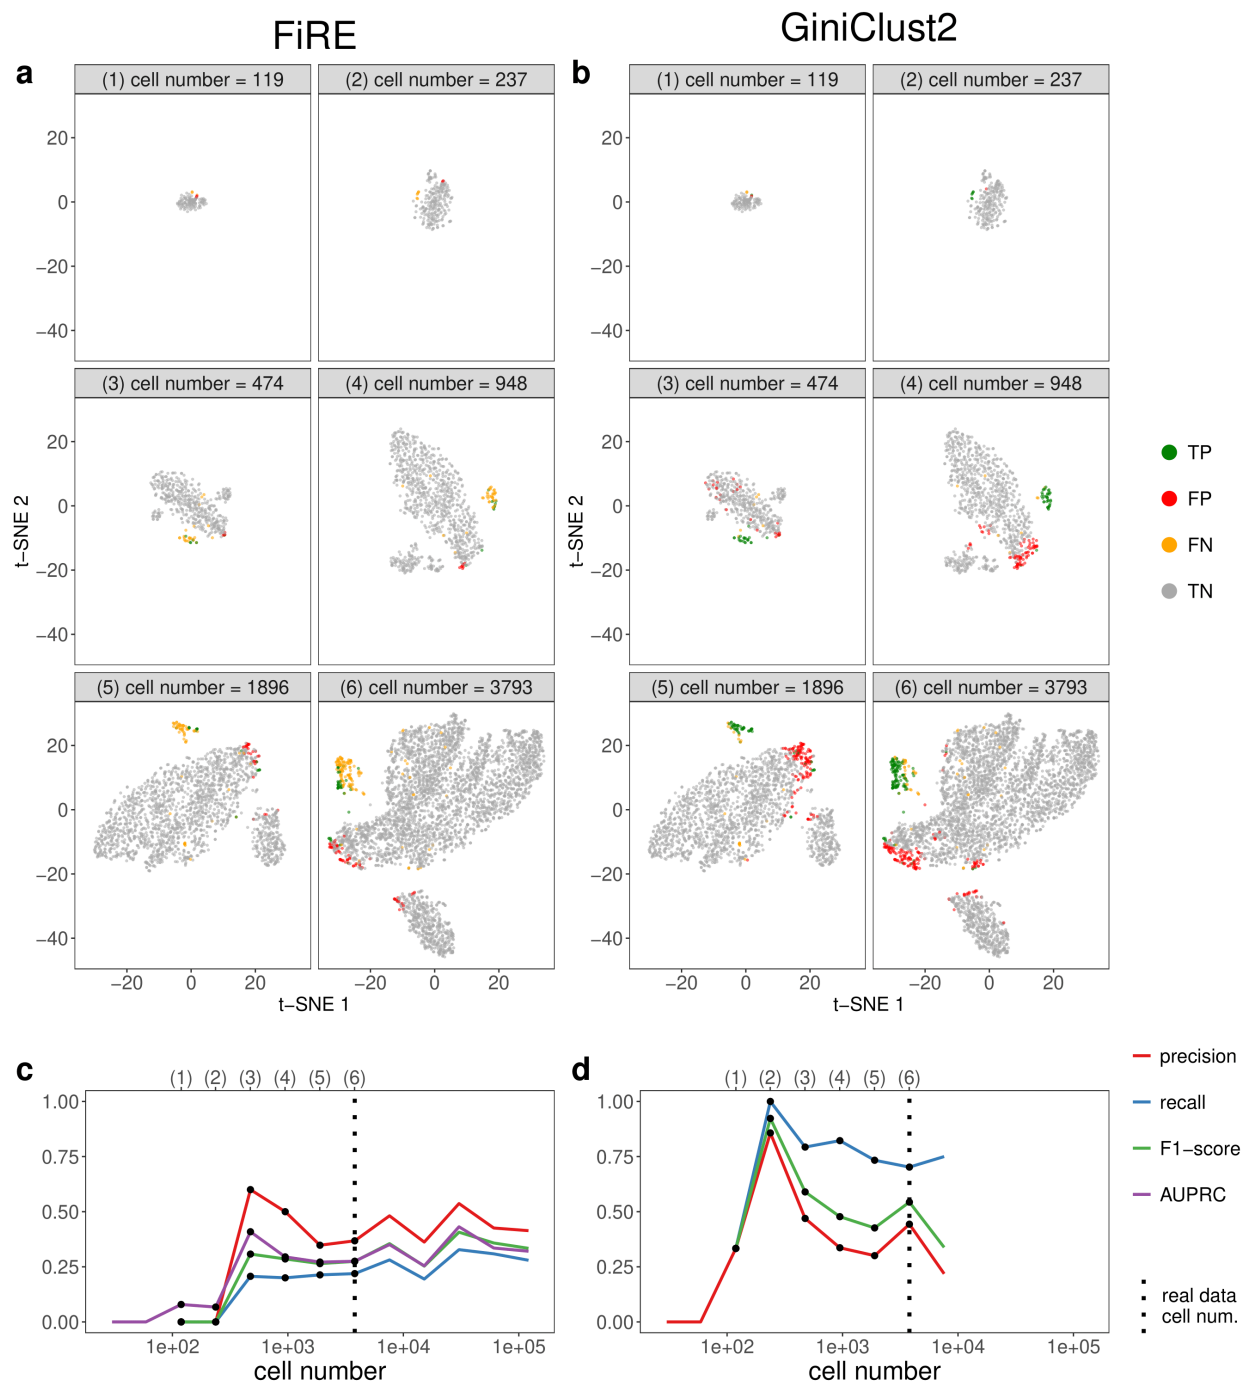 FiRE
GiniClust2
a
b
(1) cell number = 119
(2) cell number = 237
(1) cell number = 119
(2) cell number = 237
20
0
−20
−40
20
0
−20
−40
(3) cell number = 474
(4) cell number = 948
(3) cell number = 474
(4) cell number = 948
20
0
−20
−40
20
0
−20
−40
t−SNE 2
t−SNE 2
TP
FP
FN
TN
(5) cell number = 1896
(6) cell number = 3793
(5) cell number = 1896
(6) cell number = 3793
20
0
−20
−40
20
0
−20
−40
−20 0 20 −20 0 20
−20 0 20 −20 0 20
t−SNE 1
t−SNE 1
c
(1) (2) (3) (4) (5) (6)
1.00
0.75
0.50
0.25
0.00
1e+02 1e+03 1e+04 1e+05
cell number
d
(1) (2) (3) (4) (5) (6)
1.00
0.75
0.50
0.25
0.00
1e+02 1e+03 1e+04 1e+05
cell number
precision
recall
F1−score
AUPRC
real data
cell num.